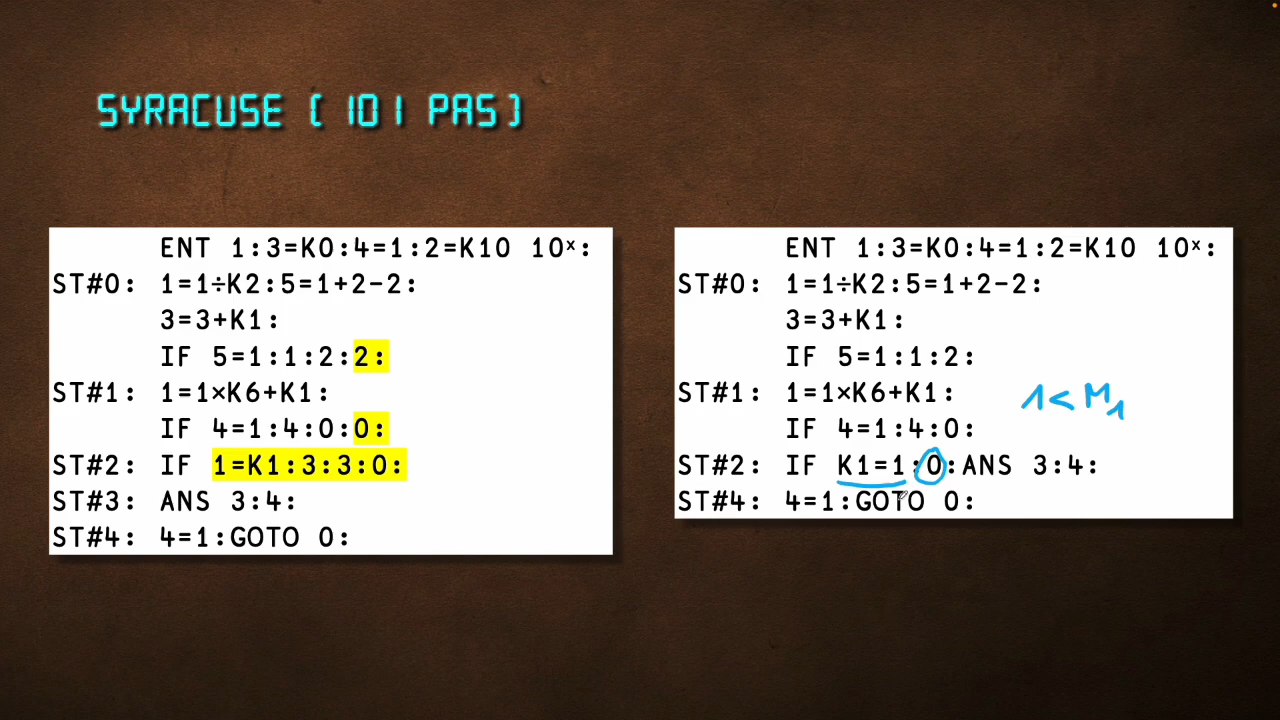 SYRACUSE ( 101 PAS )
ENT 1:3=K0:4=1:2=K10 10ˣ:
ST#0: 1=1÷K2:5=1+2-2:
3=3+K1:
IF 5=1:1:2:2:
ST#1: 1=1×K6+K1:
IF 4=1:4:0:0:
ST#2: IF 1=K1:3:3:0:
ST#3: ANS 3:4:
ST#4: 4=1:GOTO 0:
ENT 1:3=K0:4=1:2=K10 10ˣ:
ST#0: 1=1÷K2:5=1+2-2:
3=3+K1:
IF 5=1:1:2:
ST#1: 1=1×K6+K1:
1< M₁
IF 4=1:4:0:
ST#2: IF K1=1:0:ANS 3:4:
ST#4: 4=1:GOTO 0: